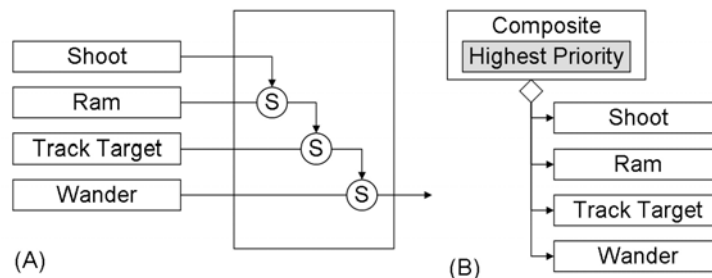 Shoot
Ram
Track Target
Wander
S
S
S
(A)
Composite
Highest Priority
Shoot
Ram
Track Target
Wander
(B)